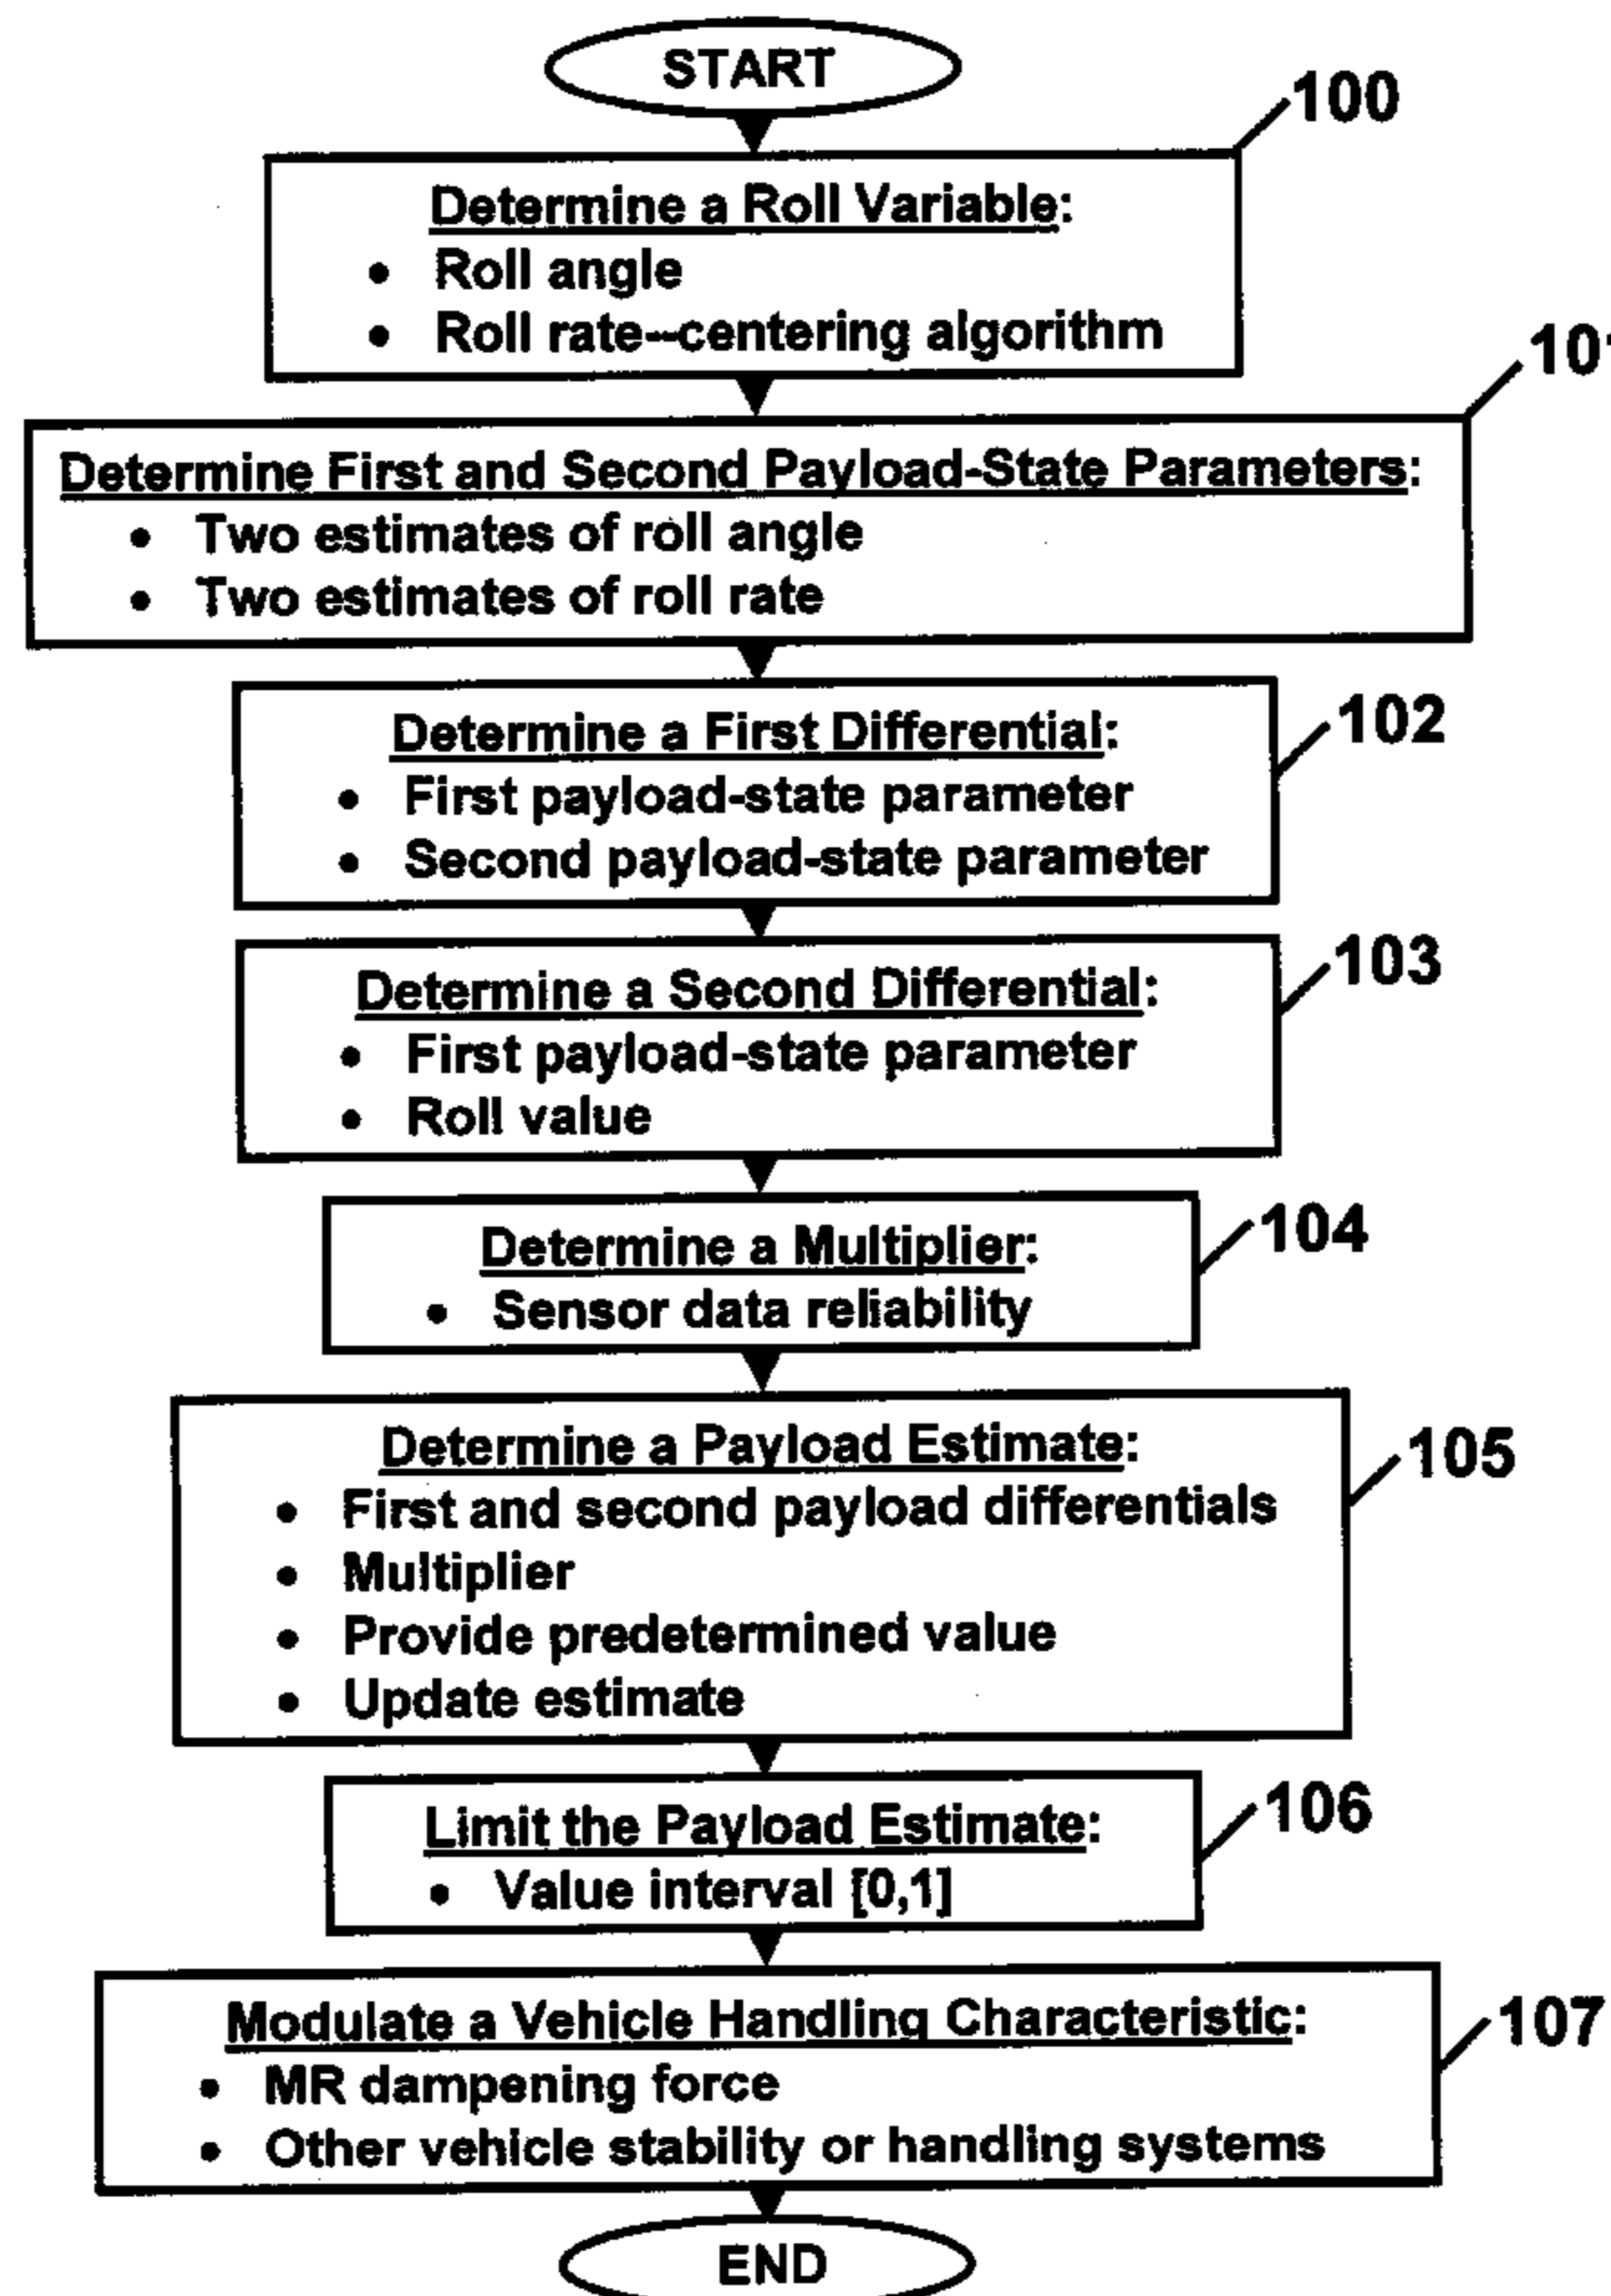 START
100
Determine a Roll Variable:
• Roll angle
• Roll rate--centering algorithm
101
Determine First and Second Payload-State Parameters:
• Two estimates of roll angle
• Two estimates of roll rate
102
Determine a First Differential:
• First payload-state parameter
• Second payload-state parameter
103
Determine a Second Differential:
• First payload-state parameter
• Roll value
104
Determine a Multiplier:
• Sensor data reliability
105
Determine a Payload Estimate:
• First and second payload differentials
• Multiplier
• Provide predetermined value
• Update estimate
106
Limit the Payload Estimate:
• Value interval [0,1]
107
Modulate a Vehicle Handling Characteristic:
• MR dampening force
• Other vehicle stability or handling systems
END